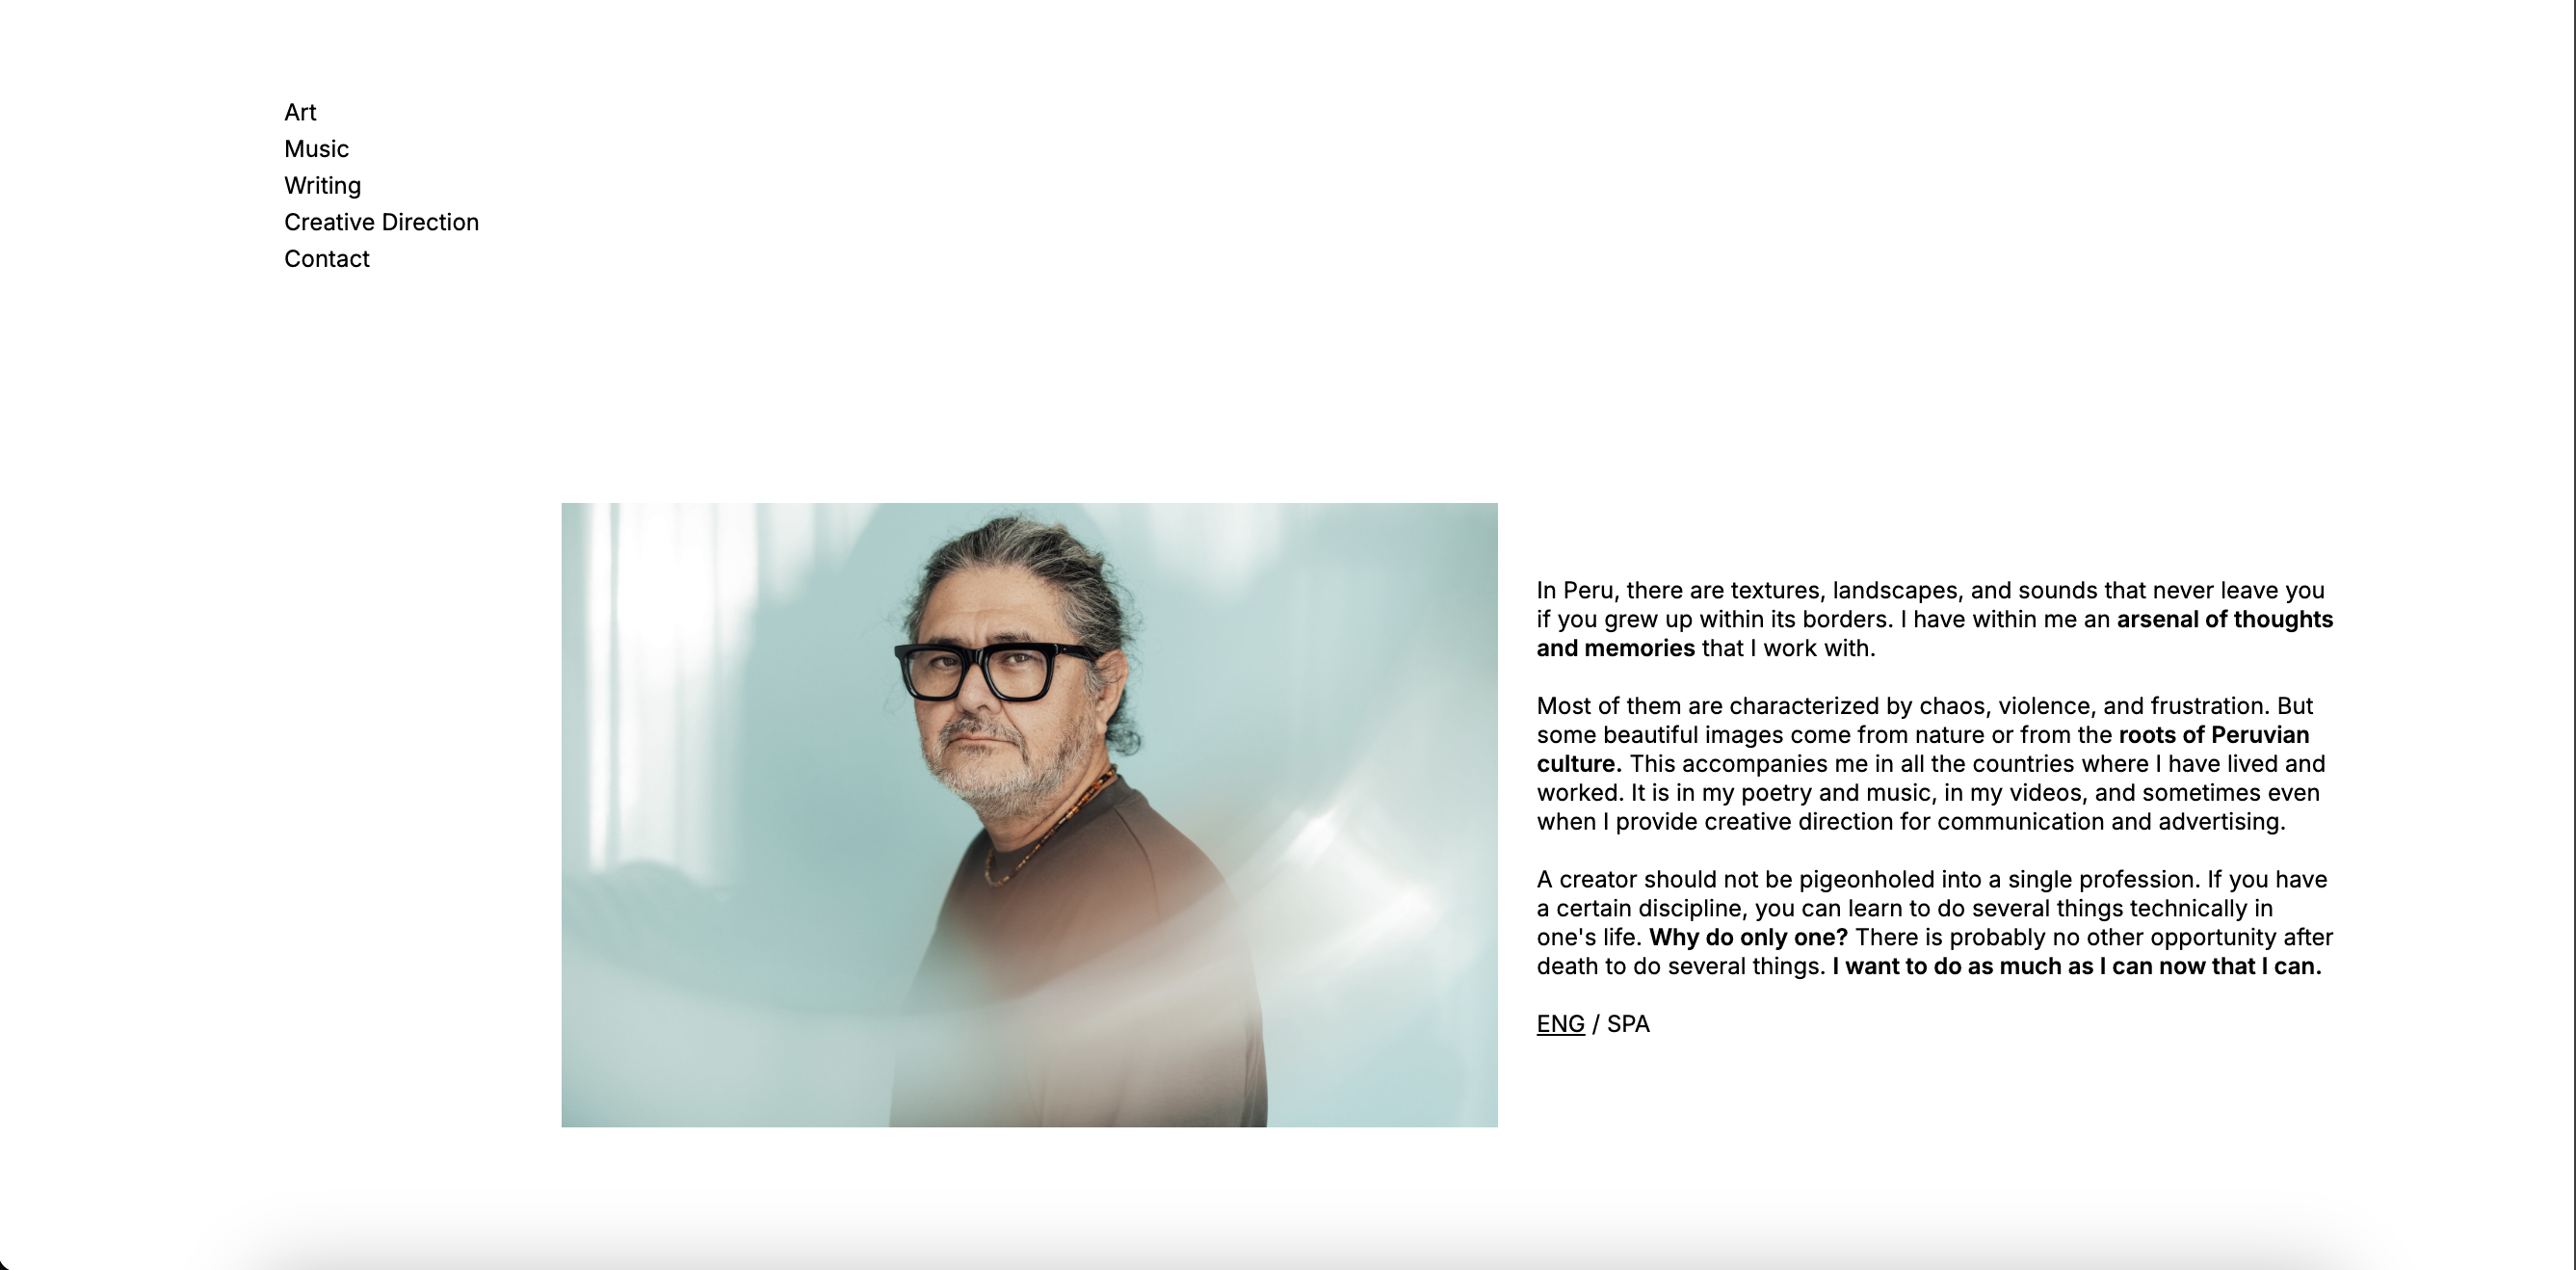 Art
Music
Writing
Creative Direction
Contact
In Peru, there are textures, landscapes, and sounds that never leave you
if you grew up within its borders. I have within me an arsenal of thoughts
and memories that I work with.
Most of them are characterized by chaos, violence, and frustration. But
some beautiful images come from nature or from the roots of Peruvian
culture. This accompanies me in all the countries where I have lived and
worked. It is in my poetry and music, in my videos, and sometimes even
when I provide creative direction for communication and advertising.
A creator should not be pigeonholed into a single profession. If you have
a certain discipline, you can learn to do several things technically in
one's life. Why do only one? There is probably no other opportunity after
death to do several things. I want to do as much as I can now that I can.
ENG / SPA